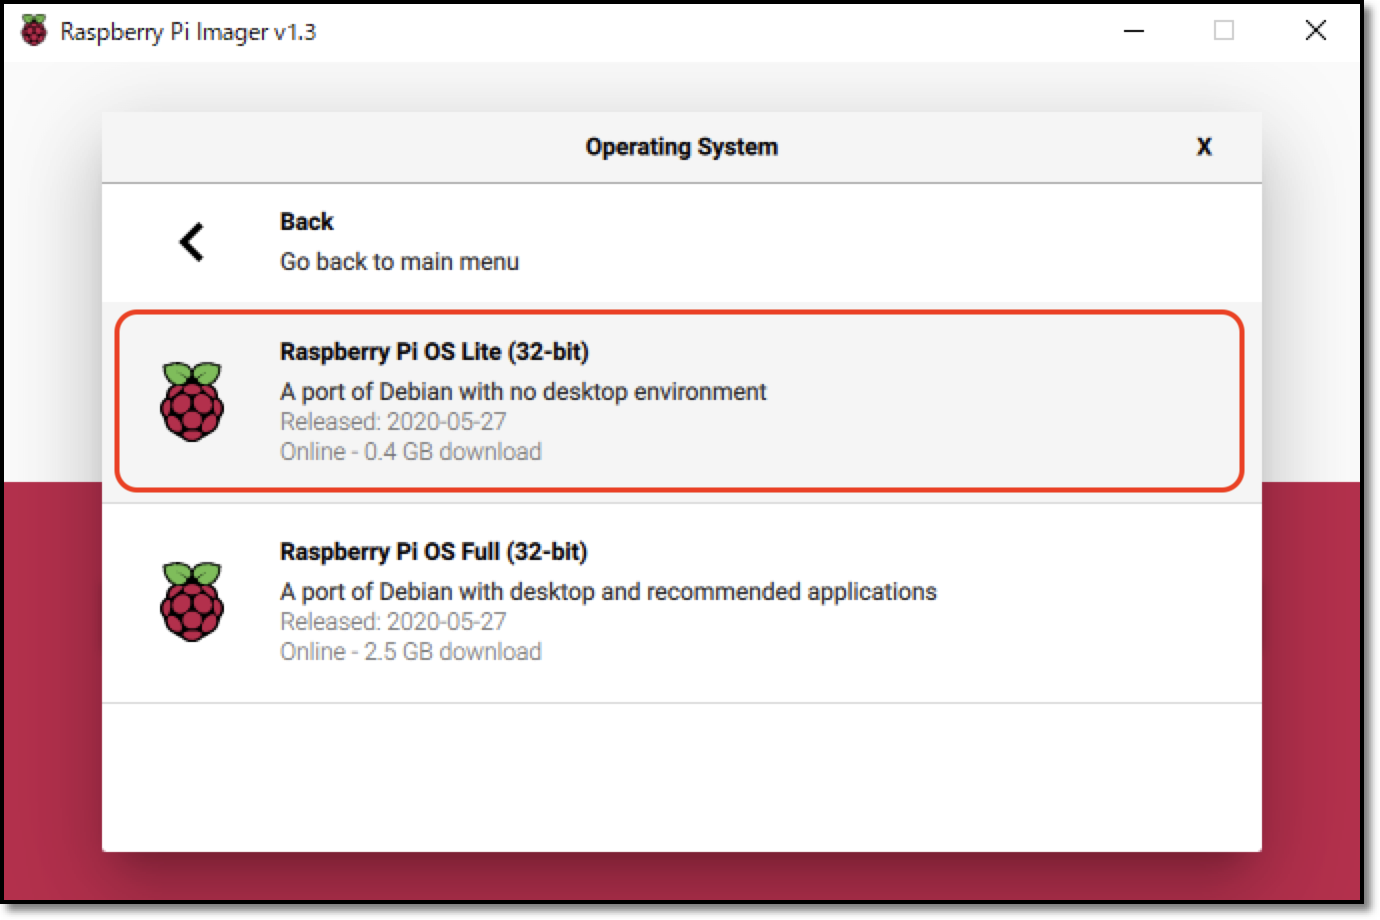 Raspberry Pi Imager v1.3
Operating System
X
Back
Go back to main menu
Raspberry Pi OS Lite (32-bit)
A port of Debian with no desktop environment
Released: 2020-05-27
Online - 0.4 GB download
Raspberry Pi OS Full (32-bit)
A port of Debian with desktop and recommended applications
Released: 2020-05-27
Online - 2.5 GB download